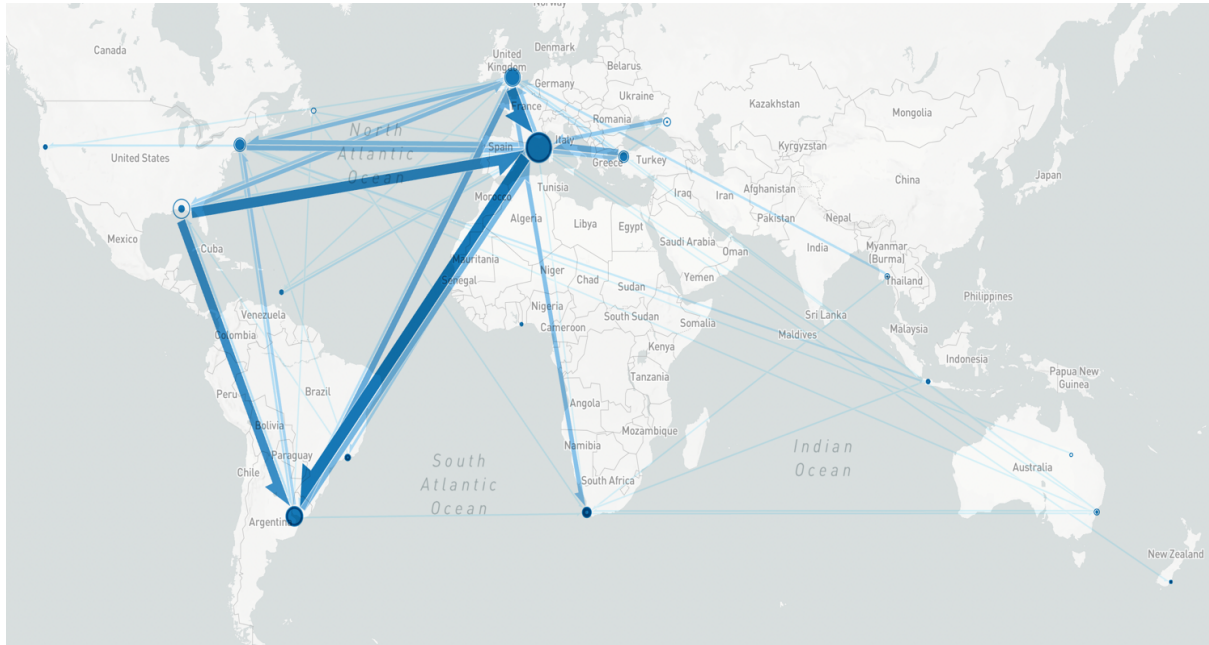 Norway
Canada
United
Kingdom
Denmark
Belarus
Germany
Ukraine
Kazakhstan
Mongolia
France
Romania
North
Atlantic
Ocean
United States
Spain
Italy
Greece
Turkey
Kyrgyzstan
China
Japan
Morocco
Tunisia
Iraq
Iran
Afghanistan
Pakistan
Nepal
Mexico
Cuba
Algeria
Libya
Egypt
Saudi Arabia
Oman
India
Myanmar
(Burma)
Mauritania
Senegal
Niger
Chad
Sudan
Yemen
Thailand
Philippines
Venezuela
Colombia
Nigeria
Cameroon
South Sudan
Somalia
Sri Lanka
Maldives
Malaysia
Kenya
Tanzania
Indonesia
Papua New
Guinea
Peru
Brazil
Bolivia
Angola
Mozambique
Namibia
Paraguay
Chile
South
Atlantic
Ocean
South Africa
Indian
Ocean
Australia
Argentina
New Zealand